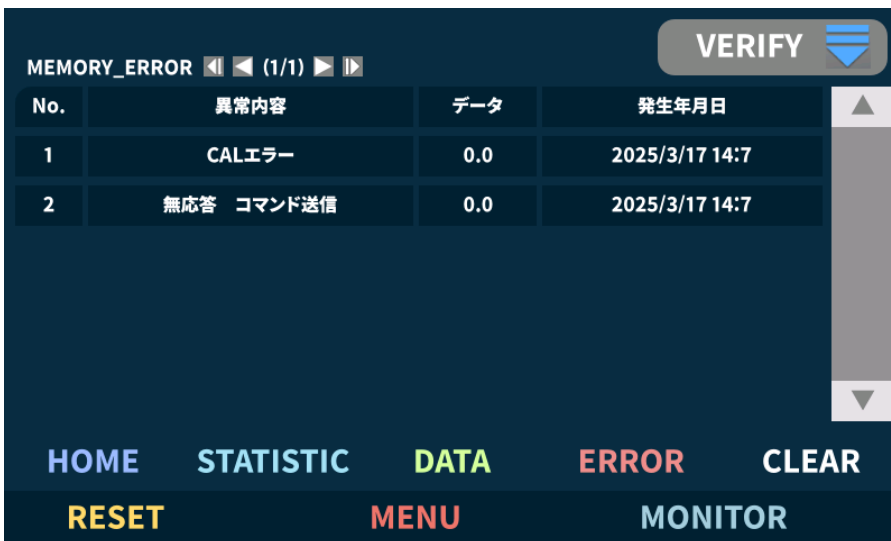 VERIFY
MEMORY_ERROR (1/1)
No. 異常内容 データ 発生年月日
1 CALエラー 0.0 2025/3/17 14:7
2 無応答　コマンド送信 0.0 2025/3/17 14:7
HOME STATISTIC DATA ERROR CLEAR
RESET MENU MONITOR